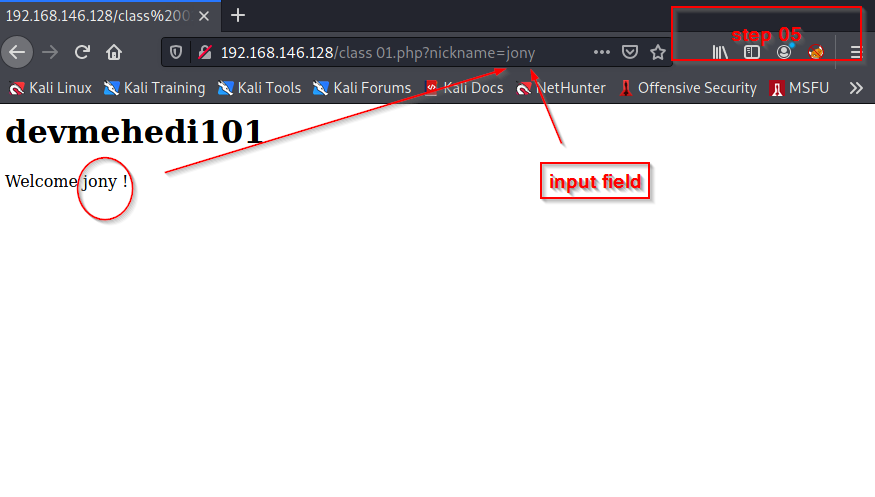 192.168.146.128/class%200
192.168.146.128/class 01.php?nickname=jony
step 05
Kali Linux Kali Training Kali Tools Kali Forums Kali Docs NetHunter Offensive Security MSFU
devmehedi101
Welcome jony !
input field